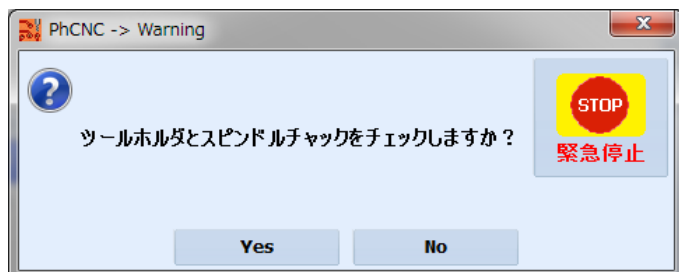 PhCNC -> Warning
ツールホルダとスピンドルチャックをチェックしますか？
STOP
緊急停止
Yes
No